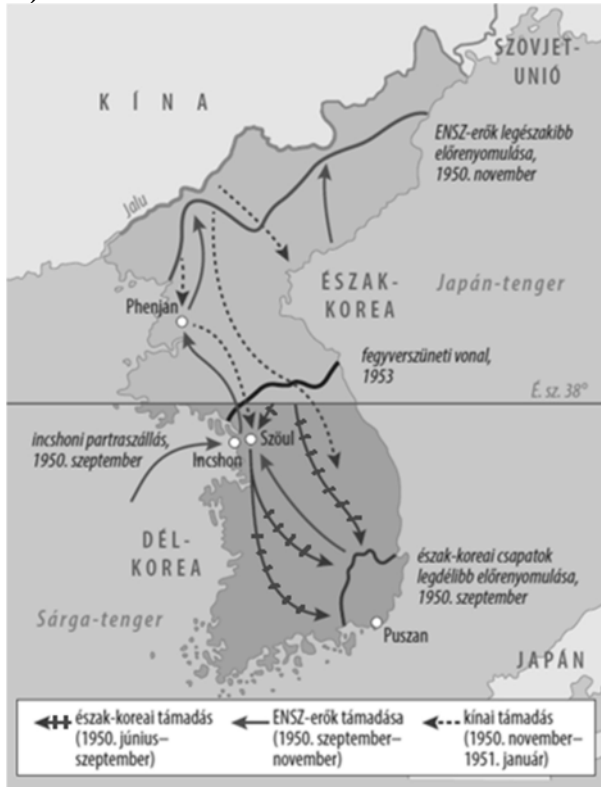 SZOVJET-
UNIÓ
KÍNA
ENSZ-erők legészakibb
előrenyomulása,
1950. november
Jalu
ÉSZAK-
KOREA
Japán-tenger
Phenjan
fegyverszüneti vonal,
1953
É. sz. 38°
incshoni partraszállás,
1950. szeptember
Szöul
Incshon
DÉL-
KOREA
észak-koreai csapatok
legdélibb előrenyomulása,
1950. szeptember
Sárga-tenger
Puszan
JAPÁN
észak-koreai támadás
(1950. június–
szeptember)
ENSZ-erők támadása
(1950. szeptember–
november)
kínai támadás
(1950. november–
1951. január)